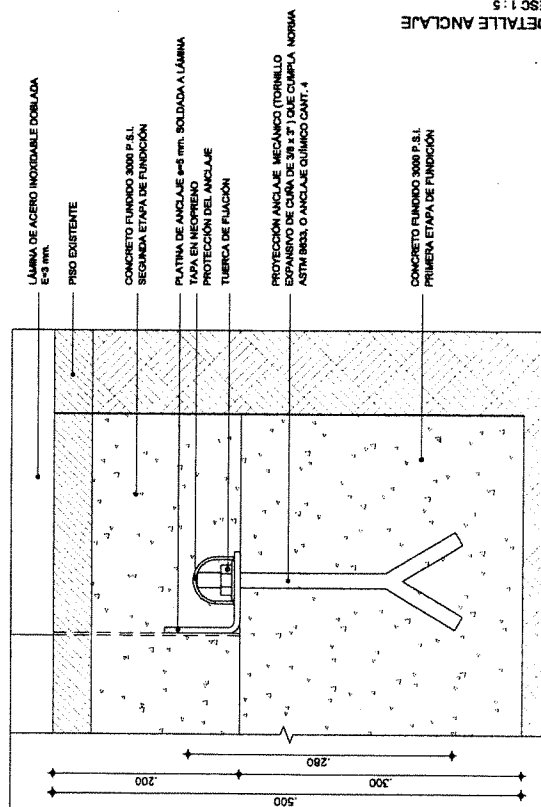 LÁMINA DE ACERO INOXIDABLE DOBLADA
E=3 mm.
PISO EXISTENTE
CONCRETO FUNDIDO 3000 P.S.I.
SEGUNDA ETAPA DE FUNDICIÓN
PLATINA DE ANCLAJE e=5 mm. SOLDADA A LÁMINA
TAPA EN NEOPRENO
PROTECCIÓN DEL ANCLAJE
TUERCA DE FIJACIÓN
PROYECCIÓN ANCLAJE MECÁNICO (TORNILLO
EXPANSIVO DE CUÑA DE 3/8 x 3") QUE CUMPLA NORMA
ASTM B633, O ANCLAJE QUÍMICO CANT. 4
CONCRETO FUNDIDO 3000 P.S.I.
PRIMERA ETAPA DE FUNDICIÓN
.200
.280
.300
.500
DETALLE ANCLAJE
ESC 1 : 5